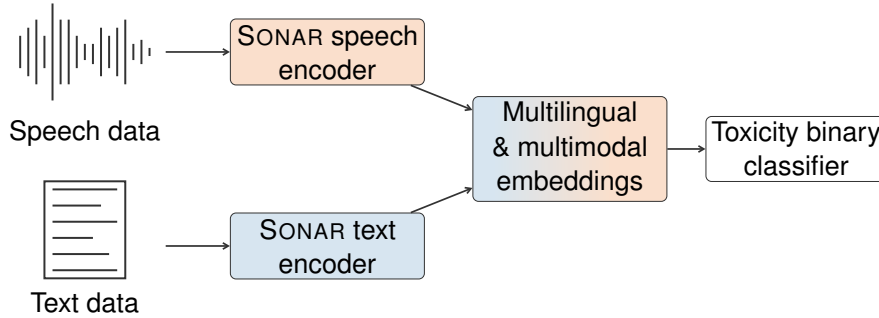 SONAR speech
encoder
Speech data
Multilingual
& multimodal
embeddings
Toxicity binary
classifier
SONAR text
encoder
Text data